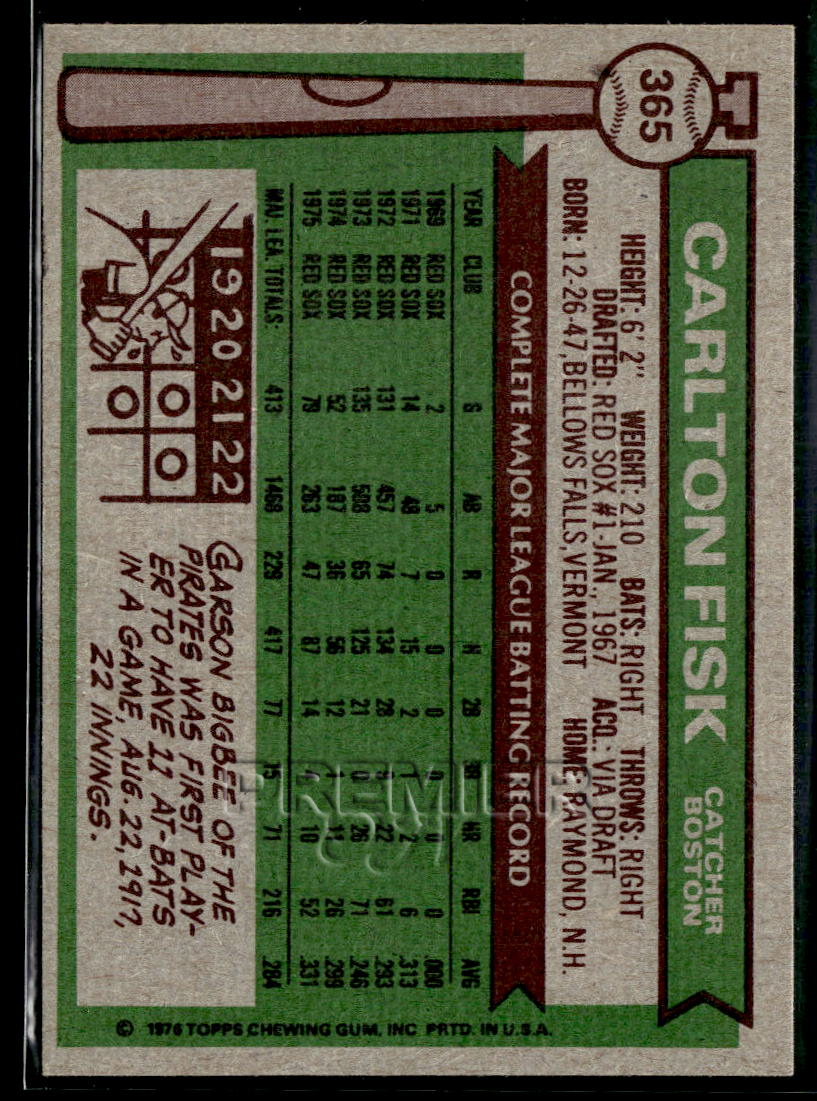 365
T
CARLTON FISK
CATCHER
BOSTON
HEIGHT: 6' 2" WEIGHT: 210 BATS: RIGHT THROWS: RIGHT
DRAFTED: RED SOX #1-JAN., 1967 ACQ.: VIA DRAFT
BORN: 12-26-47, BELLOWS FALLS, VERMONT HOME: RAYMOND, N.H.
COMPLETE MAJOR LEAGUE BATTING RECORD
YEAR CLUB G AB R H 2B 3B HR RBI AVG
1969 RED SOX 2 5 0 0 0 0 0 0 .000
1971 RED SOX 14 48 7 15 2 1 2 6 .313
1972 RED SOX 131 457 74 134 28 9 22 61 .293
1973 RED SOX 135 508 65 125 21 0 26 71 .246
1974 RED SOX 52 187 36 56 12 1 11 26 .299
1975 RED SOX 79 263 47 87 14 4 10 52 .331
MAJ. LEA. TOTALS: 413 1468 229 417 77 15 71 216 .284
19 20 21 22
0 0
0
CARSON BIGBEE OF THE
PIRATES WAS FIRST PLAY-
ER TO HAVE 11 AT-BATS
IN A GAME, AUG. 22, 1917,
22 INNINGS.
© 1976 TOPPS CHEWING GUM, INC PRTD. IN U.S.A.